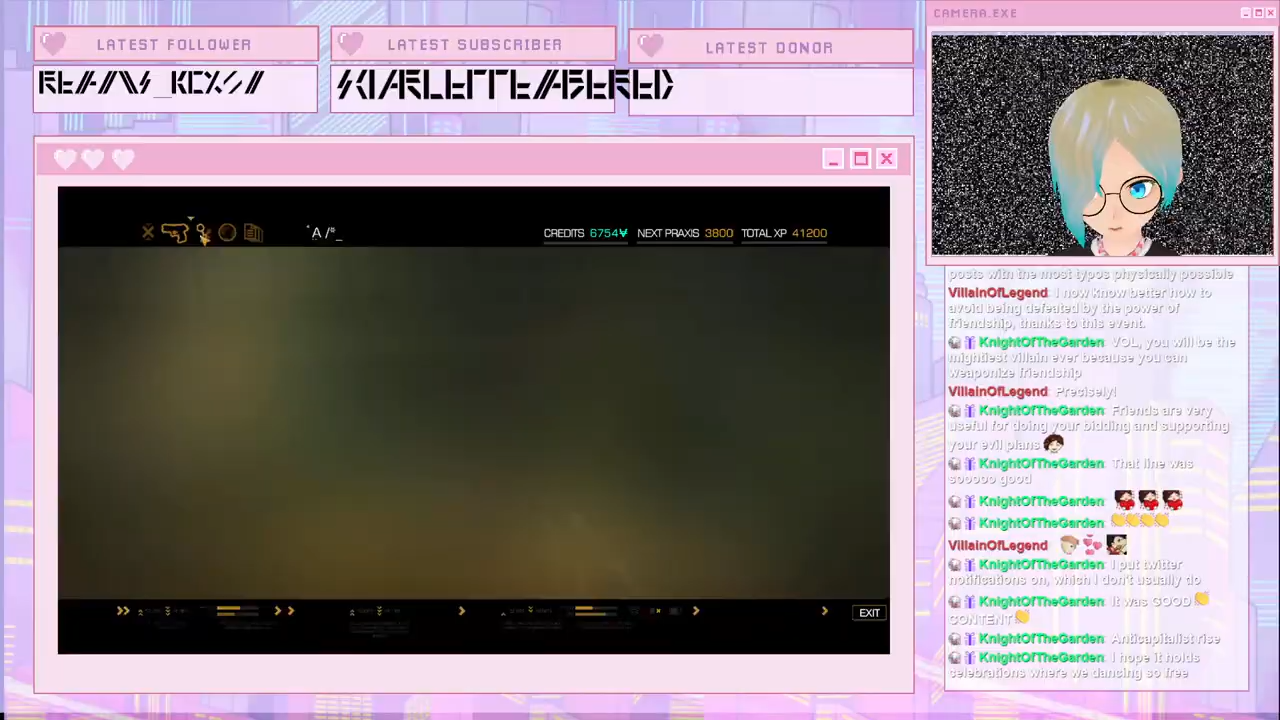 CAMERA.EXE
LATEST FOLLOWER
LATEST SUBSCRIBER
LATEST DONOR
CREDITS 6754¥ NEXT PRAXIS 3800 TOTAL XP 41200
EXIT
posts with the most typos physically possible
VillainOfLegend: I now know better how to
avoid being defeated by the power of
friendship, thanks to this event.
KnightOfTheGarden: VOL, you will be the
mightiest villain ever because you can
weaponize friendship
VillainOfLegend: Precisely!
KnightOfTheGarden: Friends are very
useful for doing your bidding and supporting
your evil plans
KnightOfTheGarden: That line was
sooooo good
KnightOfTheGarden:
KnightOfTheGarden:
VillainOfLegend:
KnightOfTheGarden: I put twitter
notifications on, which I don't usually do
KnightOfTheGarden: It was GOOD
CONTENT
KnightOfTheGarden: Anticapitalist rise
KnightOfTheGarden: I hope it holds
celebrations where we dancing so free